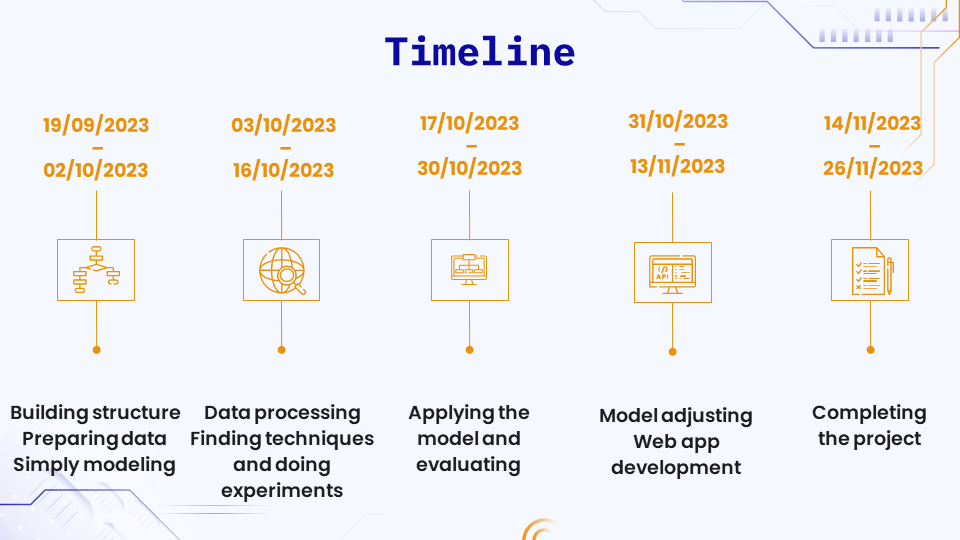 Timeline
19/09/2023
–
02/10/2023
03/10/2023
–
16/10/2023
17/10/2023
–
30/10/2023
31/10/2023
–
13/11/2023
14/11/2023
–
26/11/2023
</>
API
Building structure
Preparing data
Simply modeling
Data processing
Finding techniques
and doing
experiments
Applying the
model and
evaluating
Model adjusting
Web app
development
Completing
the project